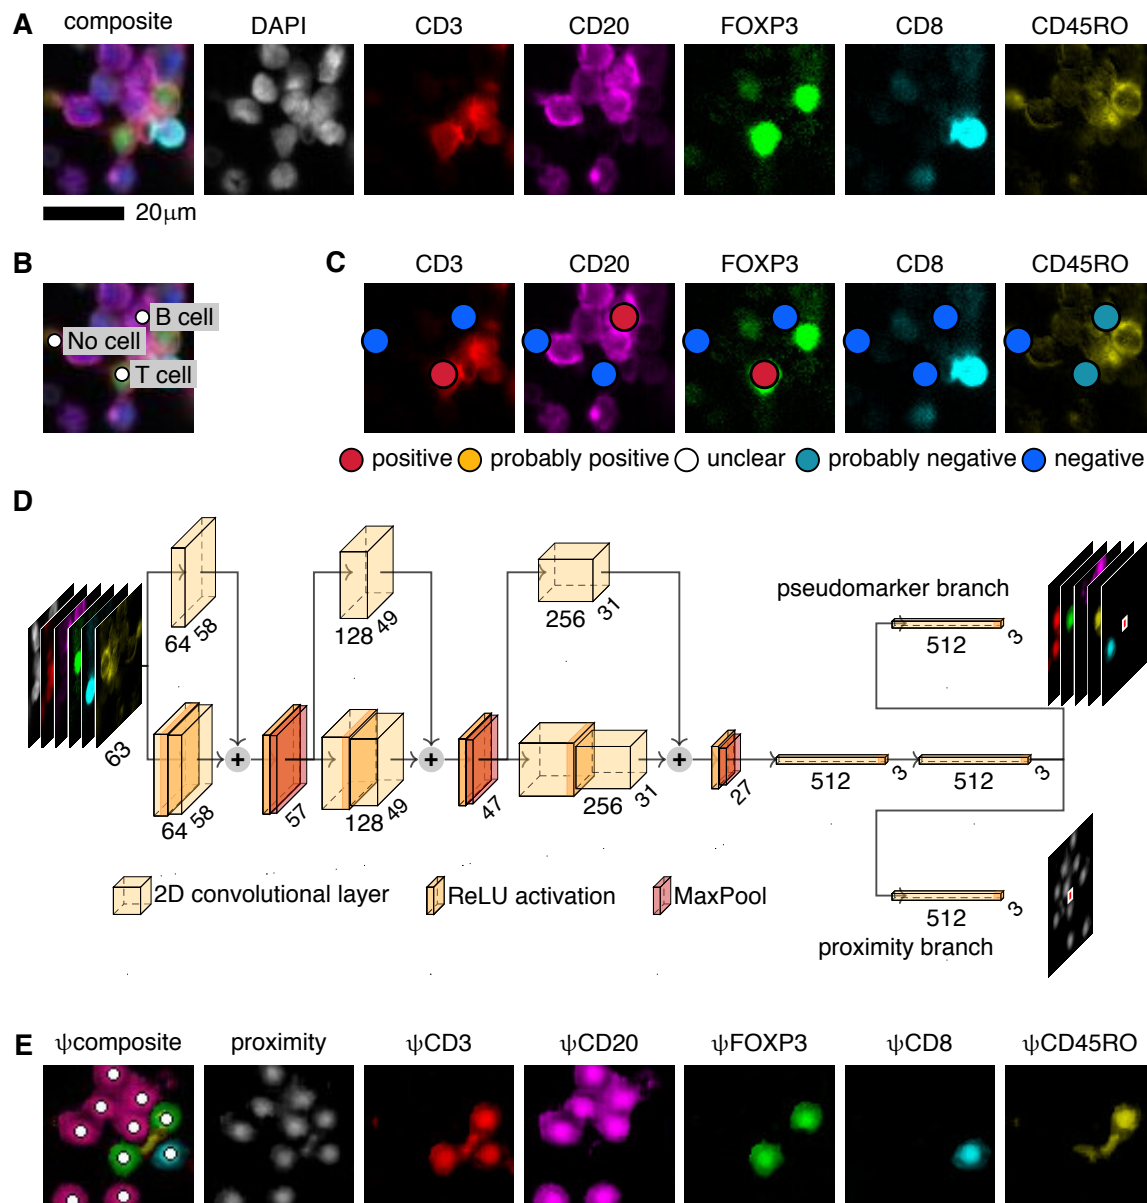 A composite DAPI CD3 CD20 FOXP3 CD8 CD45RO
20μm
B C CD3 CD20 FOXP3 CD8 CD45RO
B cell
No cell
T cell
positive probably positive unclear probably negative negative
D
pseudomarker branch
64 58 128 49 256 31 512 3
63 64 58 + 57 128 49 + 47 256 31 + 27 512 3 512 3
2D convolutional layer ReLU activation MaxPool
512 3
proximity branch
E ψcomposite proximity ψCD3 ψCD20 ψFOXP3 ψCD8 ψCD45RO